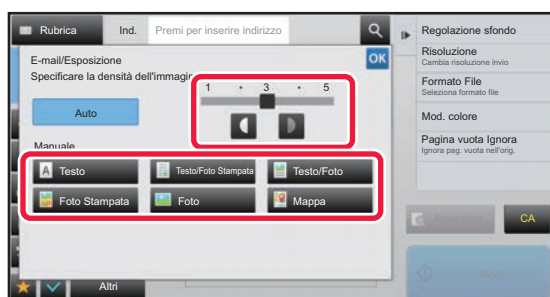 Rubrica
Ind.
Premi per inserire indirizzo
E-mail/Esposizione
OK
Specificare la densità dell'immagin
1 • 3 • 5
Auto
Manuale
Testo
Testo/Foto Stampata
Testo/Foto
Foto Stampata
Foto
Mappa
Altri
Regolazione sfondo
Risoluzione
Cambia risoluzione invio
Formato File
Seleziona formato file
Mod. colore
Pagina vuota Ignora
Ignora pag. vuota nell'orig.
Anteprima
CA
Avvio